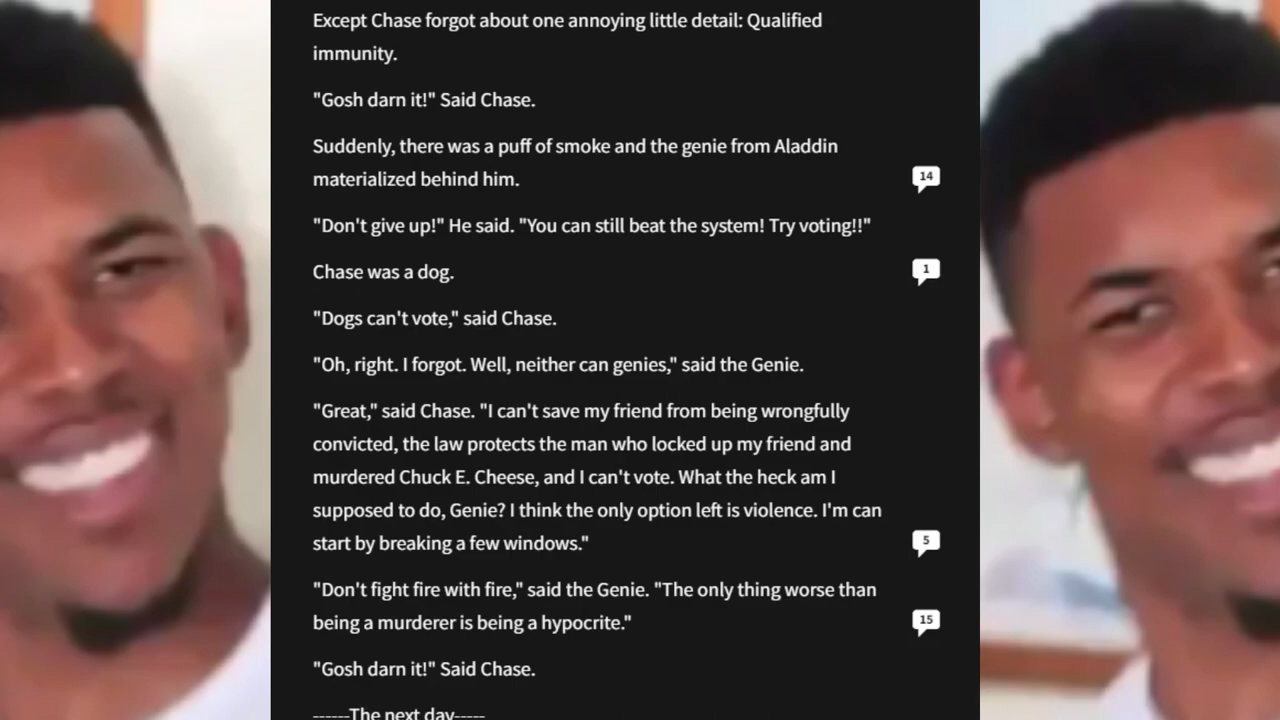 Except Chase forgot about one annoying little detail: Qualified
immunity.
"Gosh darn it!" Said Chase.
Suddenly, there was a puff of smoke and the genie from Aladdin
materialized behind him.
14
"Don't give up!" He said. "You can still beat the system! Try voting!!"
Chase was a dog.
1
"Dogs can't vote," said Chase.
"Oh, right. I forgot. Well, neither can genies," said the Genie.
"Great," said Chase. "I can't save my friend from being wrongfully
convicted, the law protects the man who locked up my friend and
murdered Chuck E. Cheese, and I can't vote. What the heck am I
supposed to do, Genie? I think the only option left is violence. I'm can
start by breaking a few windows."
5
"Don't fight fire with fire," said the Genie. "The only thing worse than
being a murderer is being a hypocrite."
15
"Gosh darn it!" Said Chase.
------The next day-----